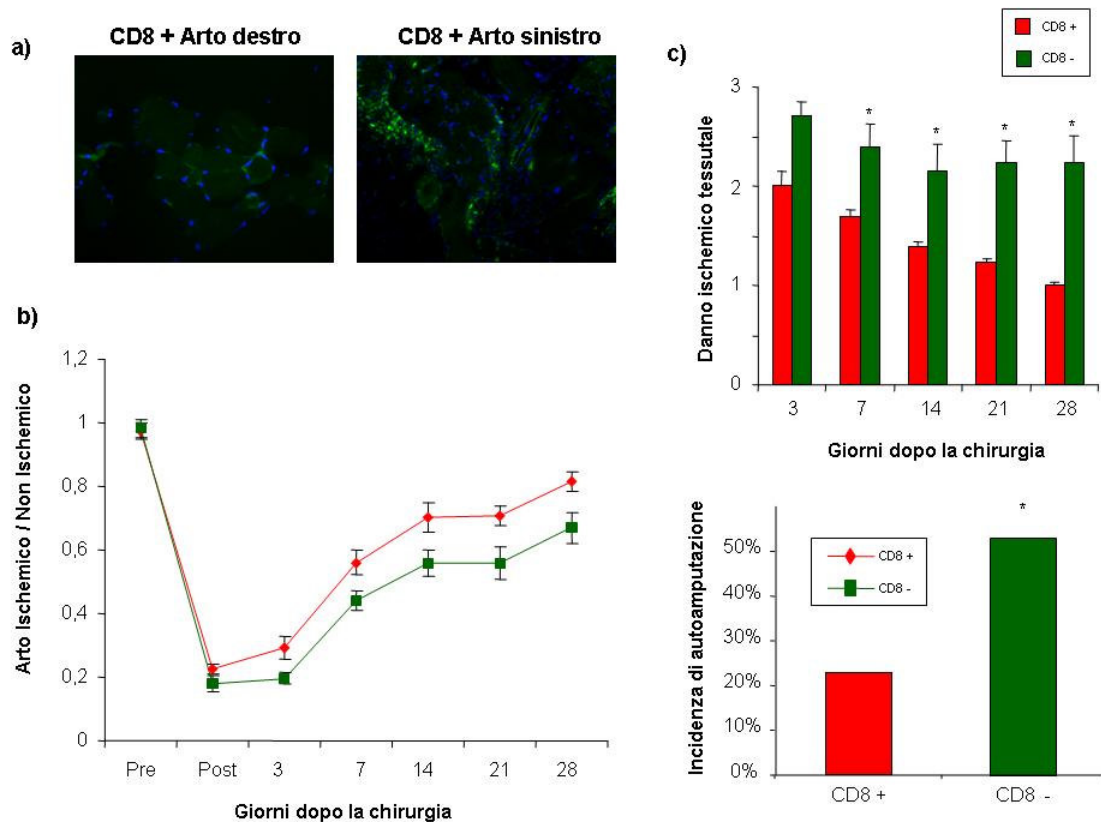 a)
CD8 + Arto destro
CD8 + Arto sinistro
b)
Arto Ischemico / Non Ischemico
1,2
1
0,8
0,6
0,4
0,2
0
Pre Post 3 7 14 21 28
Giorni dopo la chirurgia
c)
CD8 +
CD8 -
Danno ischemico tessutale
3
2
1
0
* * * *
3 7 14 21 28
Giorni dopo la chirurgia
Incidenza di autoamputazione
50%
40%
30%
20%
10%
0%
CD8 +
CD8 -
*
CD8 + CD8 -